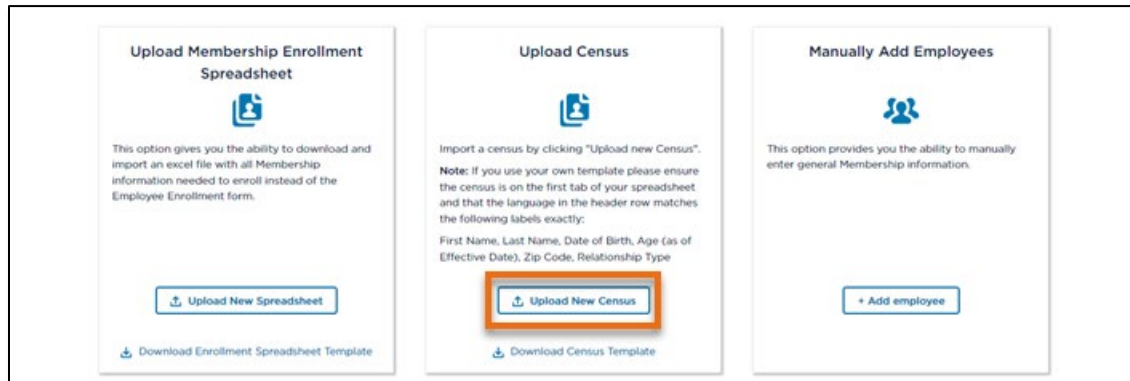 Upload Membership Enrollment
Spreadsheet
This option gives you the ability to download and
import an excel file with all Membership
information needed to enroll instead of the
Employee Enrollment form.
Upload New Spreadsheet
Download Enrollment Spreadsheet Template
Upload Census
Import a census by clicking "Upload new Census".
Note: If you use your own template please ensure
the census is on the first tab of your spreadsheet
and that the language in the header row matches
the following labels exactly:
First Name, Last Name, Date of Birth, Age (as of
Effective Date), Zip Code, Relationship Type
Upload New Census
Download Census Template
Manually Add Employees
This option provides you the ability to manually
enter general Membership information.
+ Add employee